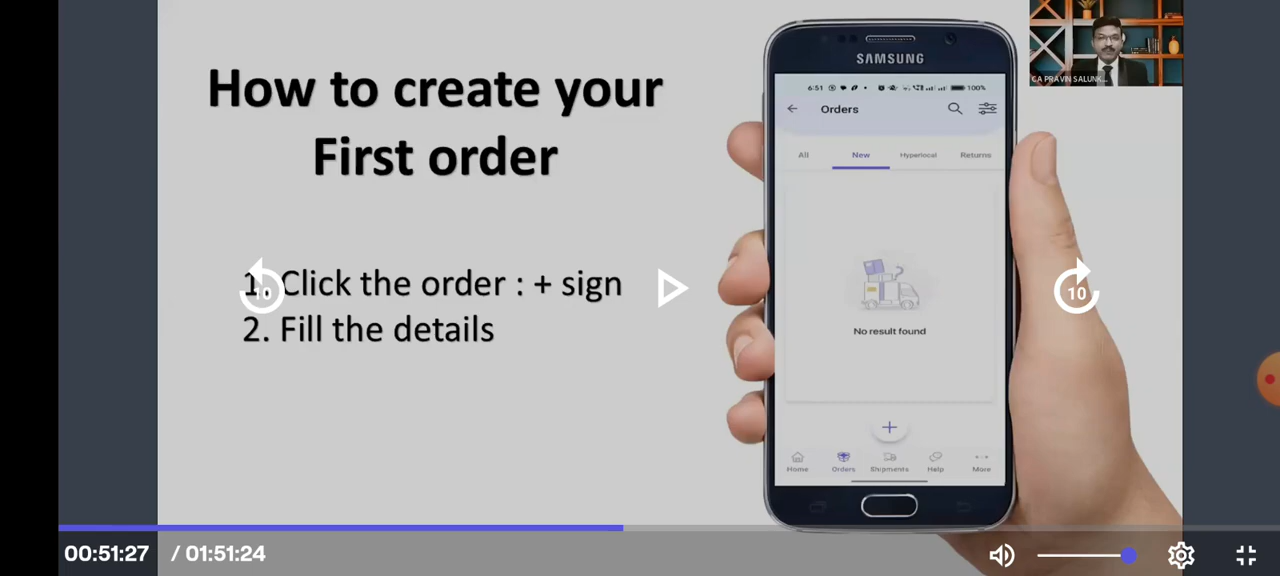 How to create your
First order
1. Click the order : + sign
2. Fill the details
SAMSUNG
6:51
100%
Orders
All New Hyperlocal Returns
No result found
+
Home Orders Shipments Help More
CA PRAVIN SALUNK...
10
10
00:51:27 / 01:51:24